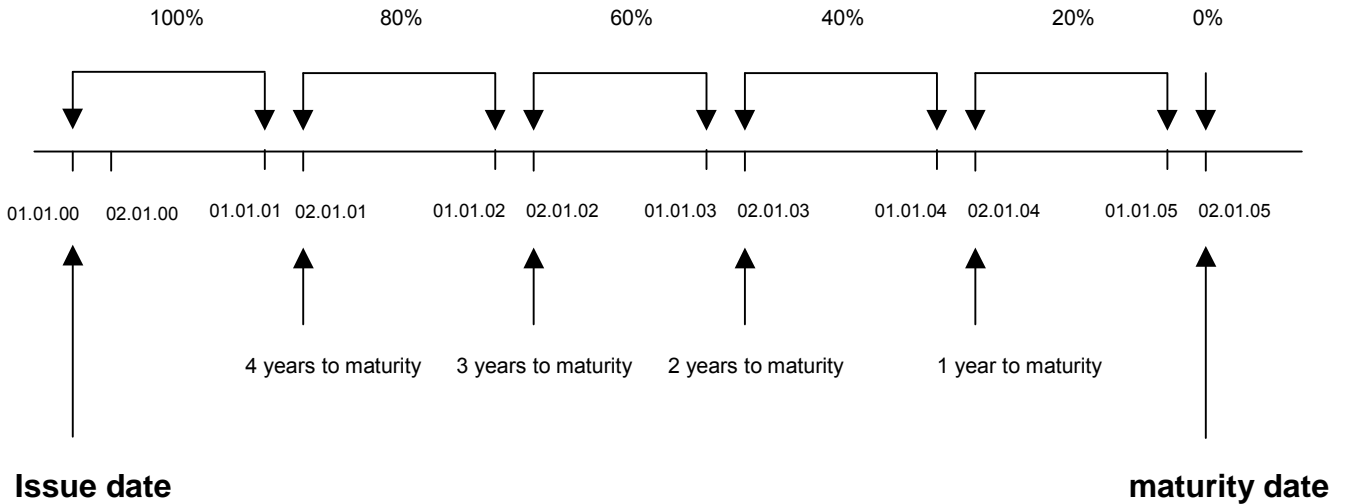 100% 80% 60% 40% 20% 0%
01.01.00 02.01.00 01.01.01 02.01.01 01.01.02 02.01.02 01.01.03 02.01.03 01.01.04 02.01.04 01.01.05 02.01.05
4 years to maturity 3 years to maturity 2 years to maturity 1 year to maturity
Issue date maturity date